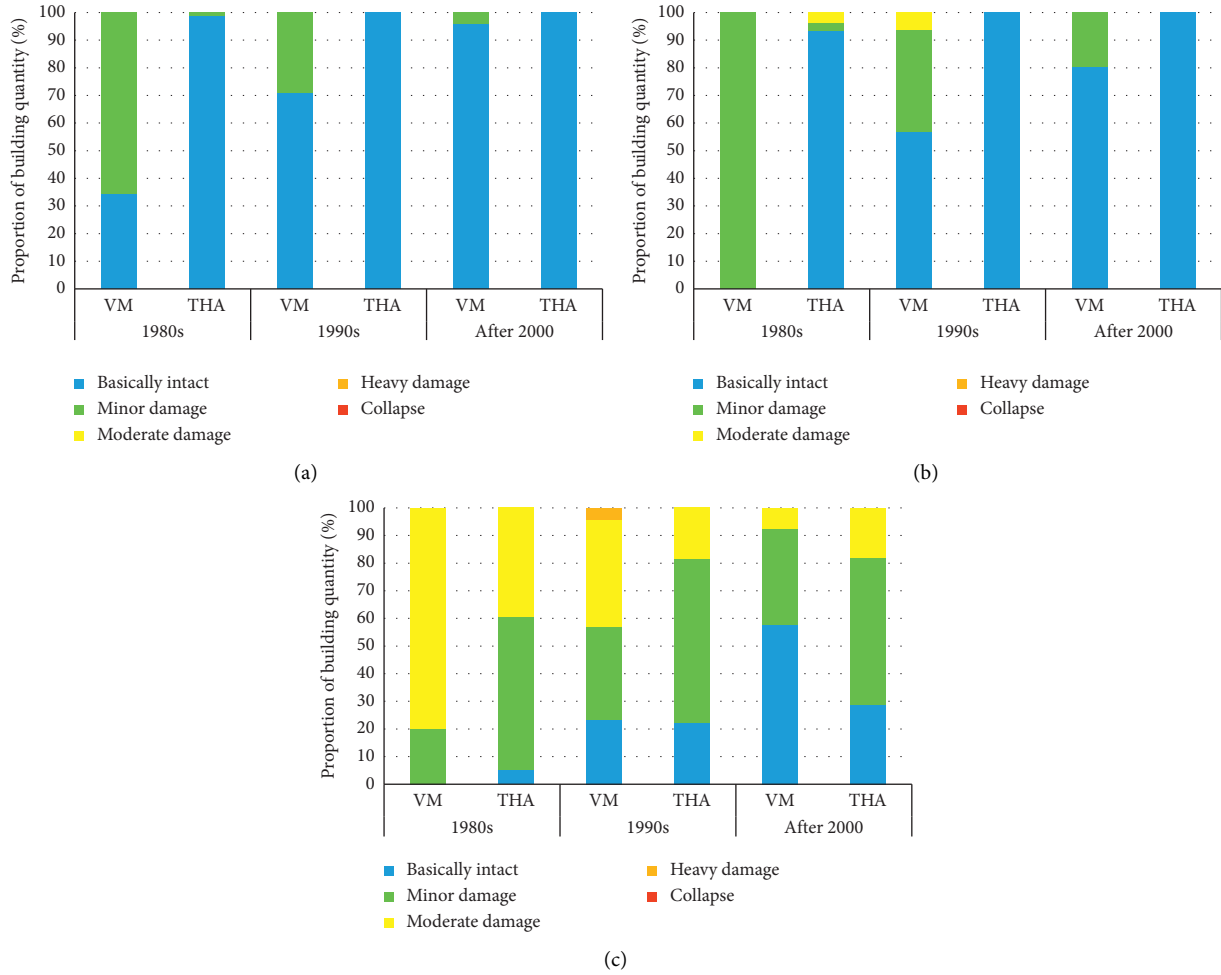 Proportion of building quantity (%)
100
90
80
70
60
50
40
30
20
10
0
VM THA VM THA VM THA
1980s 1990s After 2000
Basically intact
Minor damage
Moderate damage
Heavy damage
Collapse
(a)
Proportion of building quantity (%)
100
90
80
70
60
50
40
30
20
10
0
VM THA VM THA VM THA
1980s 1990s After 2000
Basically intact
Minor damage
Moderate damage
Heavy damage
Collapse
(b)
Proportion of building quantity (%)
100
90
80
70
60
50
40
30
20
10
0
VM THA VM THA VM THA
1980s 1990s After 2000
Basically intact
Minor damage
Moderate damage
Heavy damage
Collapse
(c)